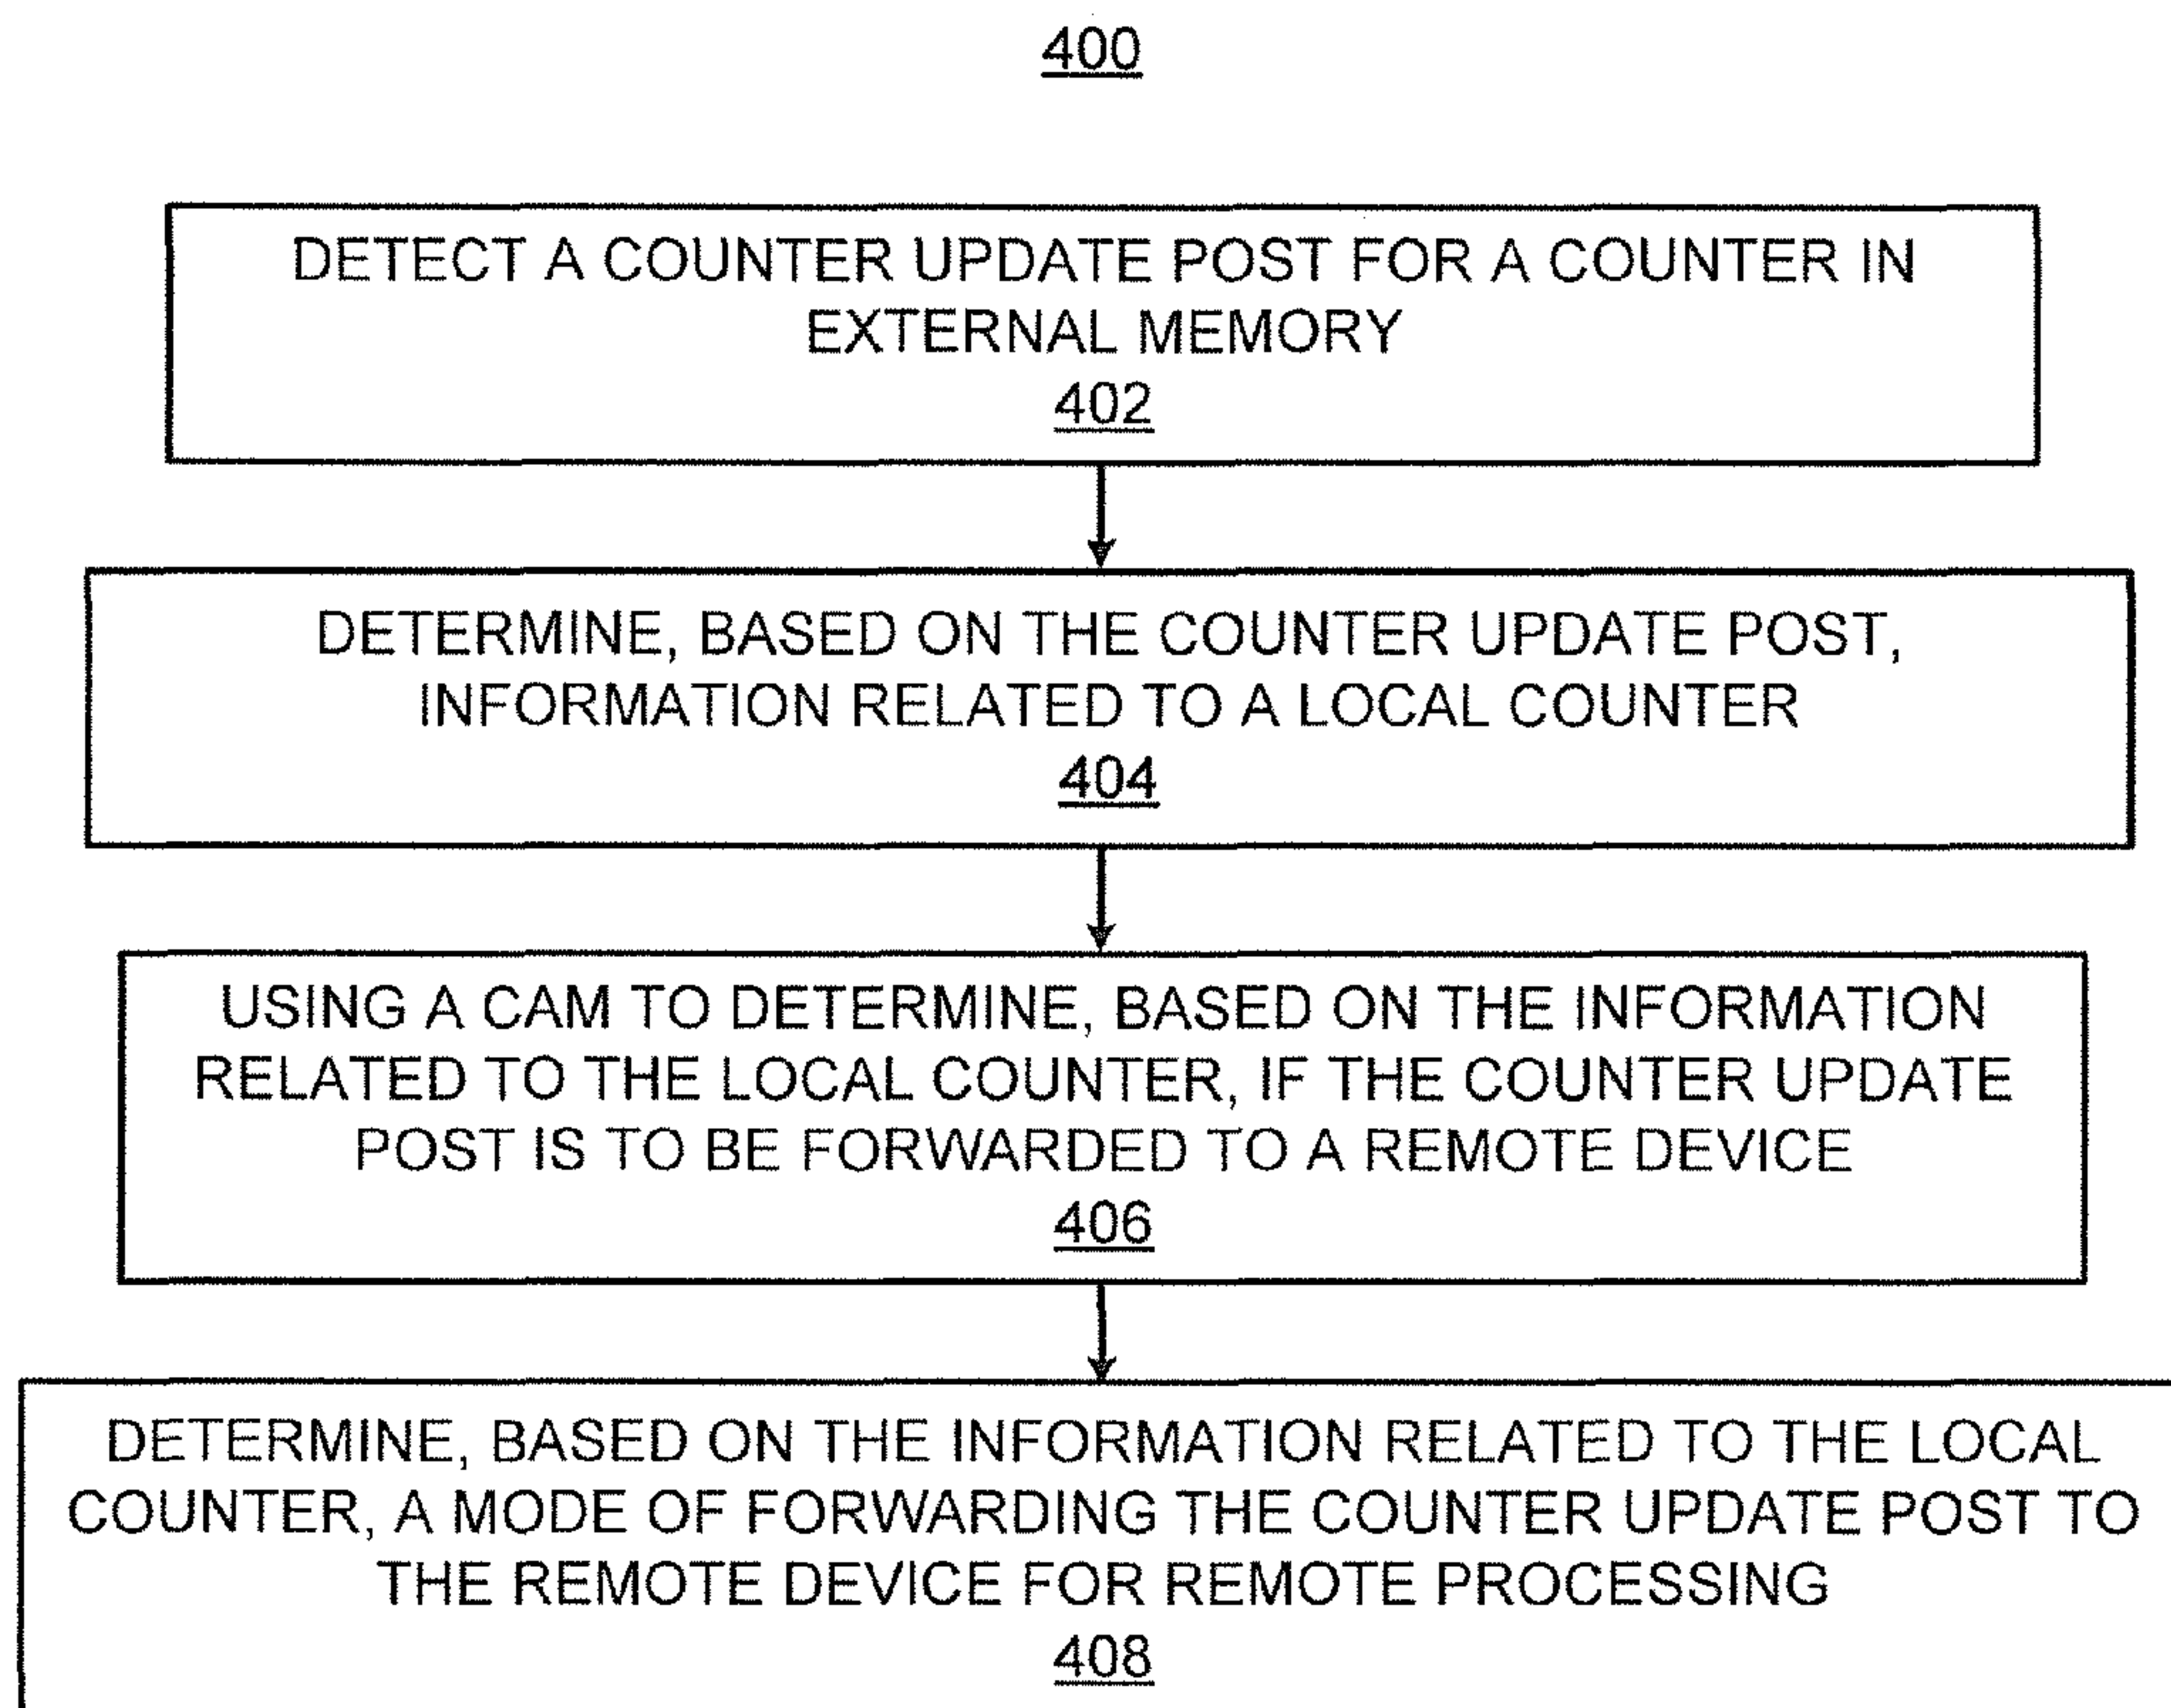 400
DETECT A COUNTER UPDATE POST FOR A COUNTER IN
EXTERNAL MEMORY
402
DETERMINE, BASED ON THE COUNTER UPDATE POST,
INFORMATION RELATED TO A LOCAL COUNTER
404
USING A CAM TO DETERMINE, BASED ON THE INFORMATION
RELATED TO THE LOCAL COUNTER, IF THE COUNTER UPDATE
POST IS TO BE FORWARDED TO A REMOTE DEVICE
406
DETERMINE, BASED ON THE INFORMATION RELATED TO THE LOCAL
COUNTER, A MODE OF FORWARDING THE COUNTER UPDATE POST TO
THE REMOTE DEVICE FOR REMOTE PROCESSING
408